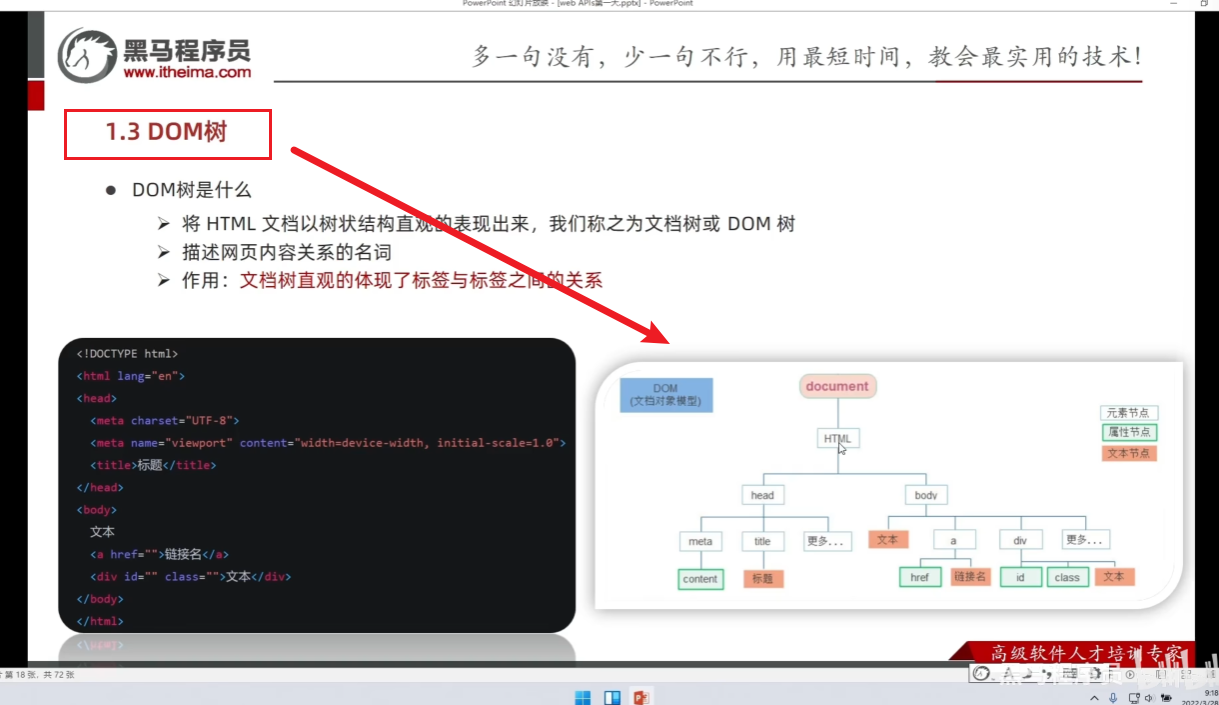 PowerPoint 幻灯片放映 - [web APIs第一天.pptx] - PowerPoint
黑马程序员
www.itheima.com
多一句没有，少一句不行，用最短时间，教会最实用的技术！
1.3 DOM树
DOM树是什么
将 HTML 文档以树状结构直观的表现出来，我们称之为文档树或 DOM 树
描述网页内容关系的名词
作用：文档树直观的体现了标签与标签之间的关系
<!DOCTYPE html>
<html lang="en">
<head>
<meta charset="UTF-8">
<meta name="viewport" content="width=device-width, initial-scale=1.0">
<title>标题</title>
</head>
<body>
文本
<a href="">链接名</a>
<div id="" class="">文本</div>
</body>
</html>
DOM
(文档对象模型)
document
元素节点
属性节点
文本节点
HTML
head
body
meta
title
更多...
文本
a
div
更多...
content
标题
href
链接名
id
class
文本
高级软件人才培训专家
第 18 张，共 72 张
9:18
2022/3/28